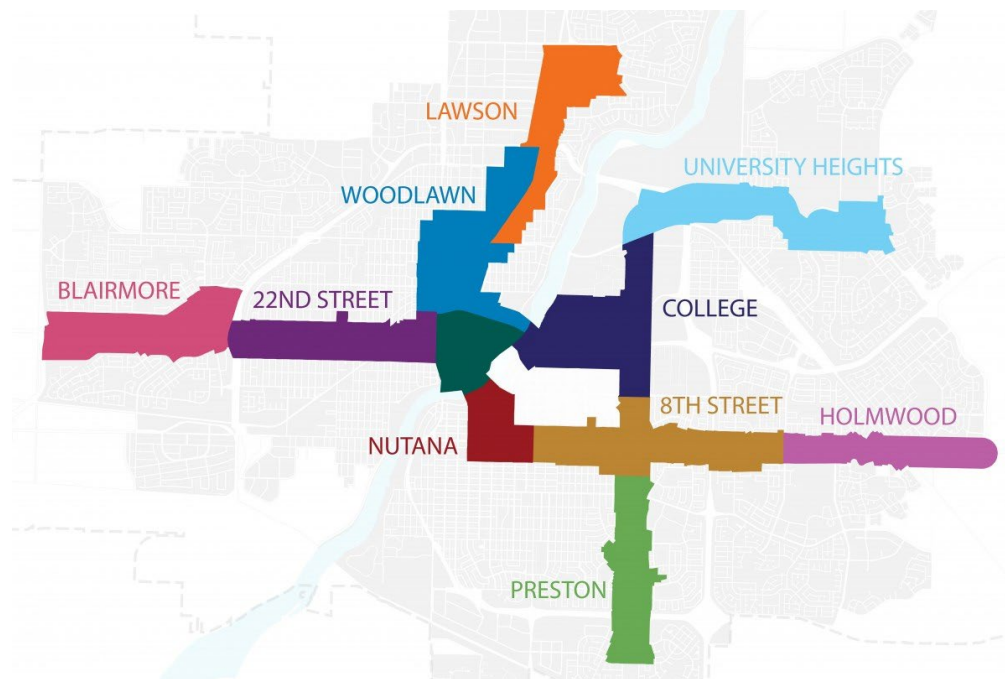 LAWSON
UNIVERSITY HEIGHTS
WOODLAWN
BLAIRMORE
22ND STREET
COLLEGE
8TH STREET
HOLMWOOD
NUTANA
PRESTON